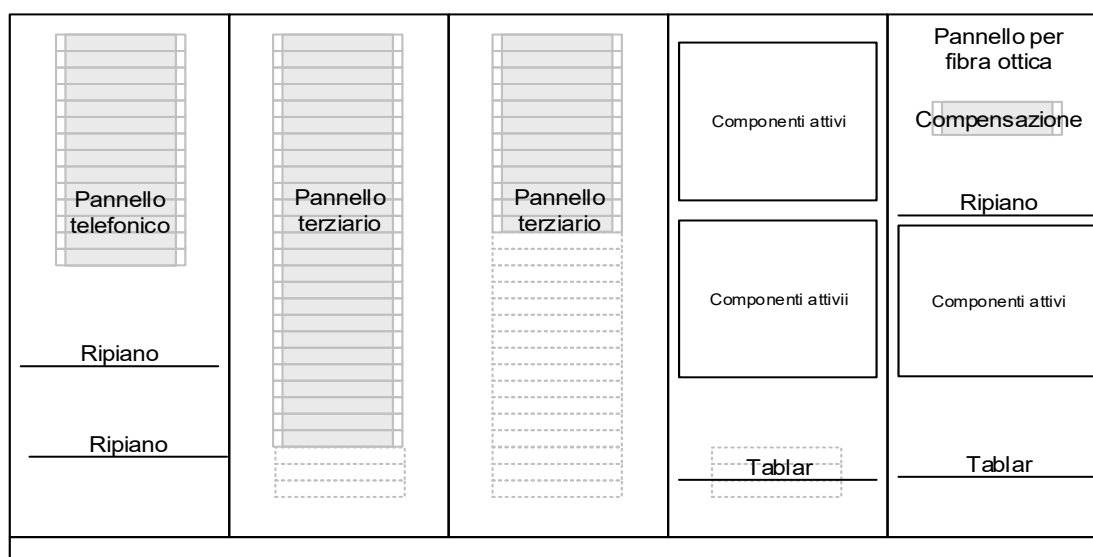 Pannello
telefonico
Ripiano
Ripiano
Pannello
terziario
Pannello
terziario
Componenti attivi
Componenti attivii
Tablar
Pannello per
fibra ottica
Compensazione
Ripiano
Componenti attivi
Tablar